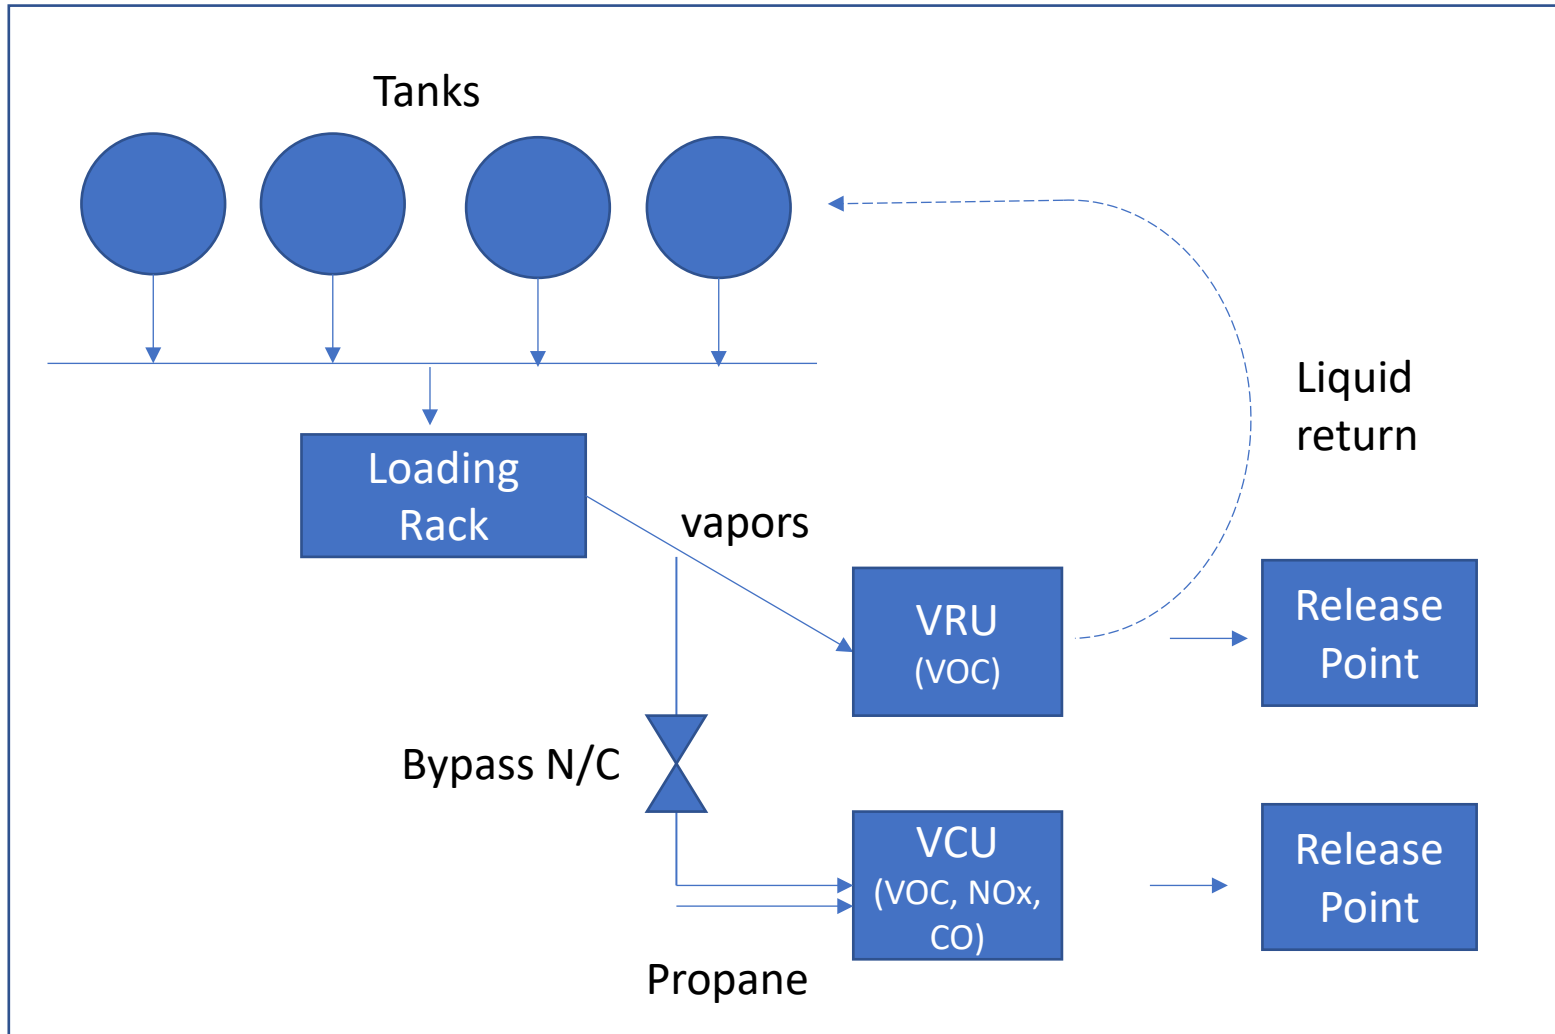 Tanks
Liquid
return
Loading
Rack
vapors
VRU
(VOC)
Release
Point
Bypass N/C
VCU
(VOC, NOx,
CO)
Release
Point
Propane